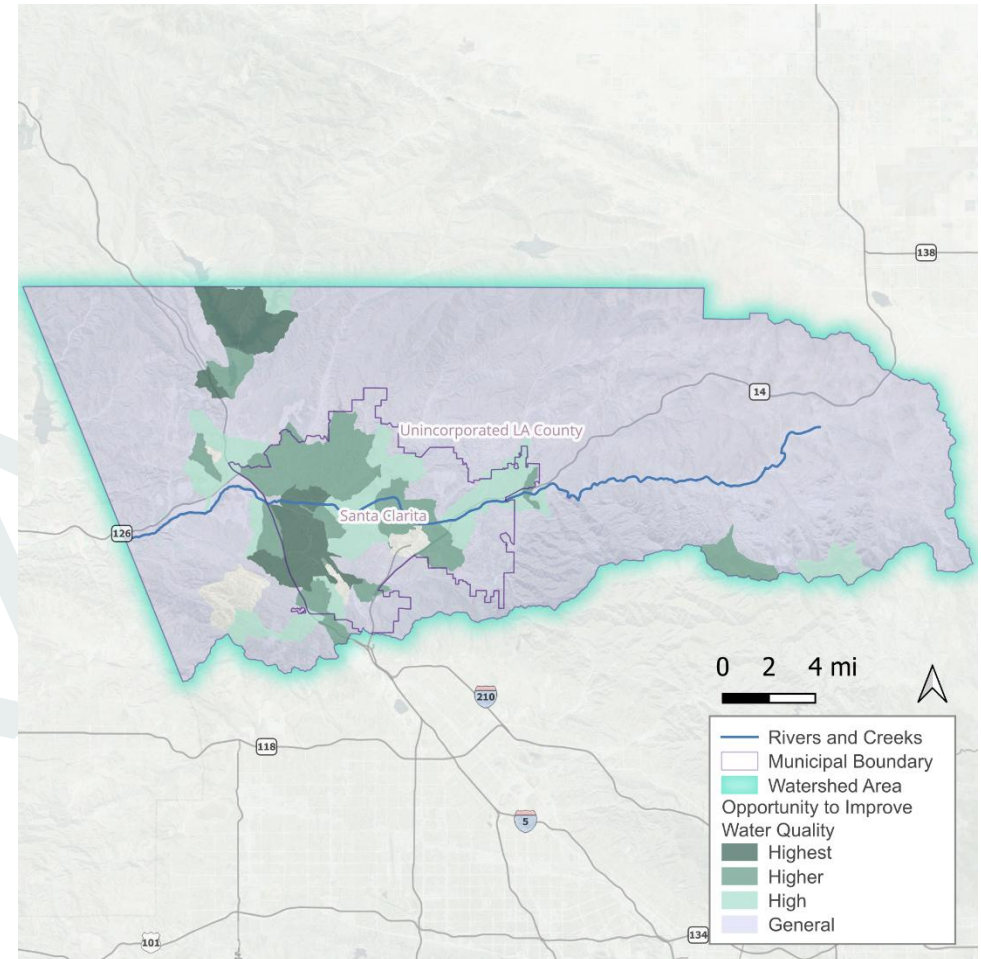 138
14
Unincorporated LA County
Santa Clarita
126
0 2 4 mi
210
118
5
101
134
Rivers and Creeks
Municipal Boundary
Watershed Area
Opportunity to Improve
Water Quality
Highest
Higher
High
General